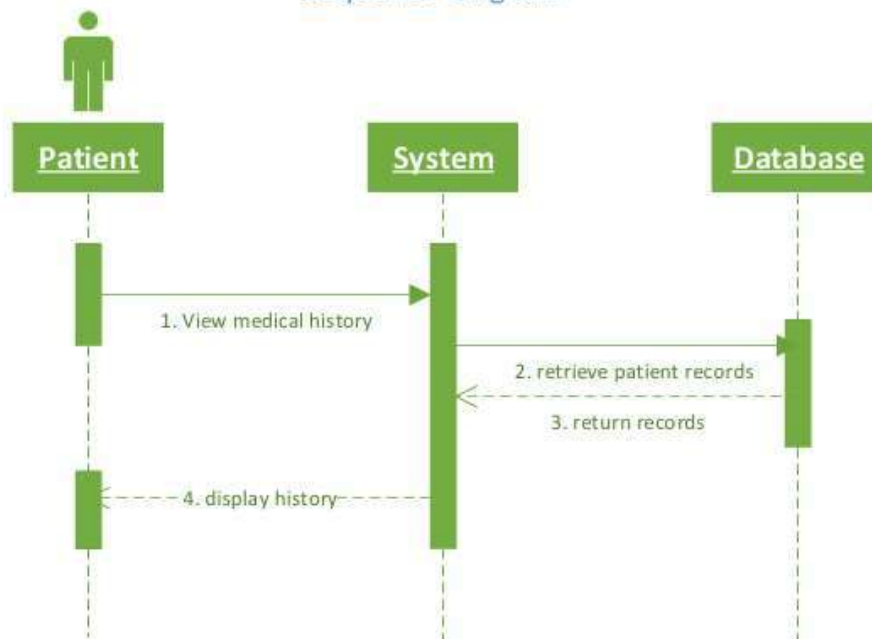 Patient
System
Database
1. View medical history
2. retrieve patient records
3. return records
4. display history